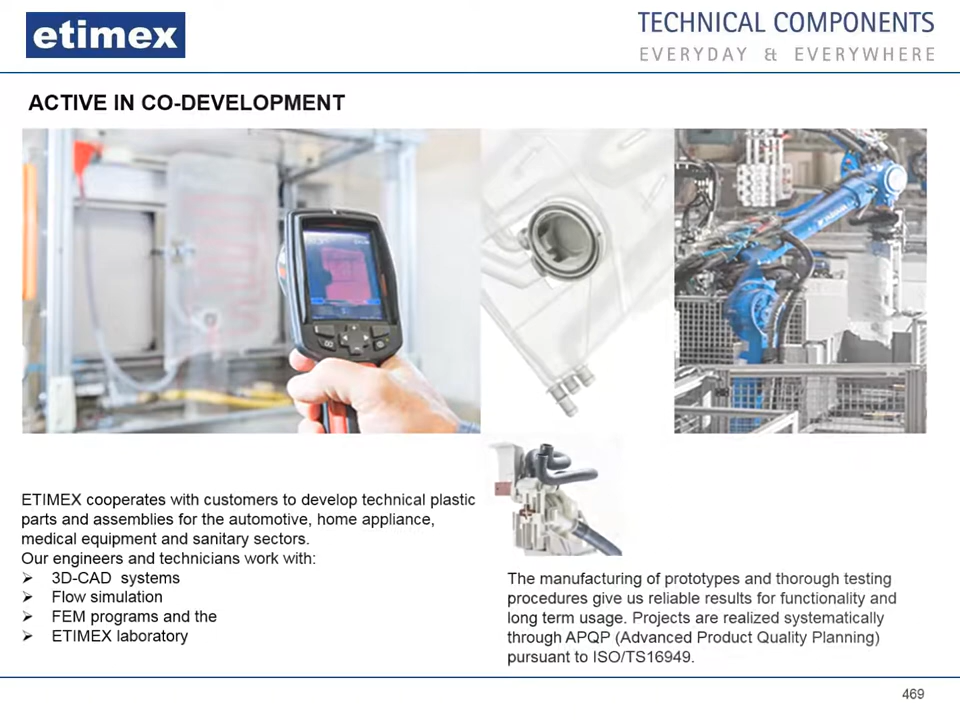 etimex
TECHNICAL COMPONENTS
EVERYDAY & EVERYWHERE
ACTIVE IN CO-DEVELOPMENT
ETIMEX cooperates with customers to develop technical plastic
parts and assemblies for the automotive, home appliance,
medical equipment and sanitary sectors.
Our engineers and technicians work with:
➢ 3D-CAD systems
➢ Flow simulation
➢ FEM programs and the
➢ ETIMEX laboratory
The manufacturing of prototypes and thorough testing
procedures give us reliable results for functionality and
long term usage. Projects are realized systematically
through APQP (Advanced Product Quality Planning)
pursuant to ISO/TS16949.
469